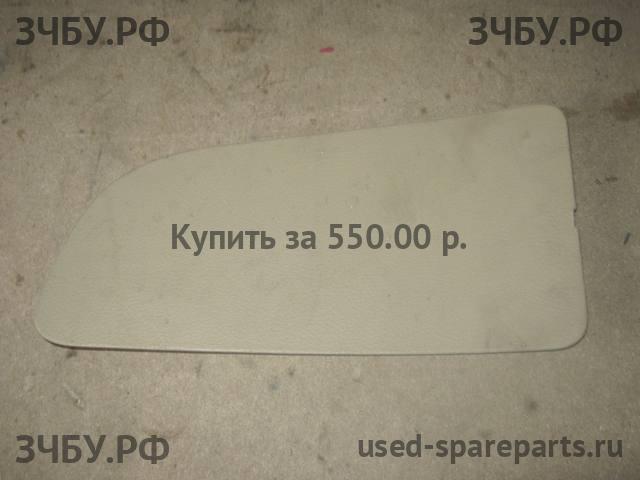 ЗЧБУ.РФ ЗЧБУ.РФ
Купить за 550.00 р.
ЗЧБУ.РФ used-spareparts.ru